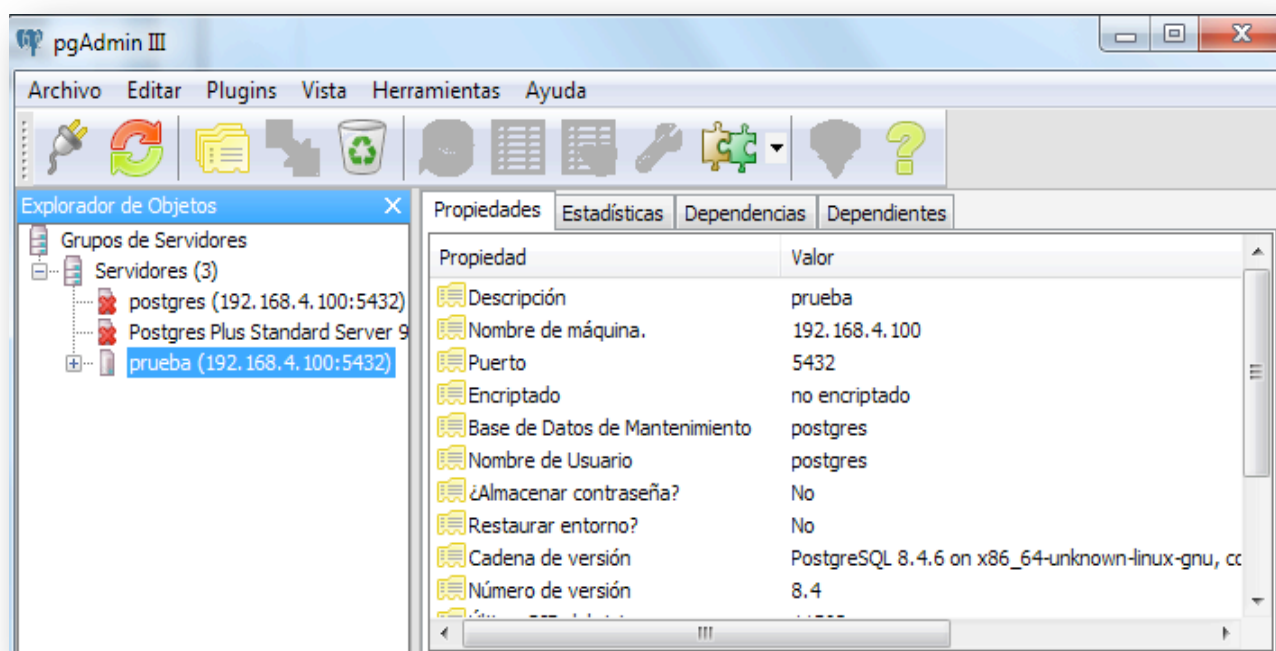 pgAdmin III
Archivo Editar Plugins Vista Herramientas Ayuda
Explorador de Objetos
Grupos de Servidores
Servidores (3)
postgres (192.168.4.100:5432)
Postgres Plus Standard Server 9
prueba (192.168.4.100:5432)
Propiedades Estadísticas Dependencias Dependientes
Propiedad Valor
Descripción prueba
Nombre de máquina. 192.168.4.100
Puerto 5432
Encriptado no encriptado
Base de Datos de Mantenimiento postgres
Nombre de Usuario postgres
¿Almacenar contraseña? No
Restaurar entorno? No
Cadena de versión PostgreSQL 8.4.6 on x86_64-unknown-linux-gnu, cc
Número de versión 8.4